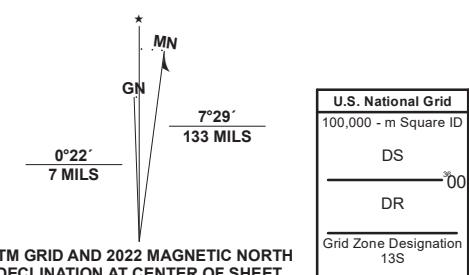 ★
MN
GN
7°29´
133 MILS
0°22´
7 MILS
TM GRID AND 2022 MAGNETIC NORTH
DECLINATION AT CENTER OF SHEET
U.S. National Grid
100,000 - m Square ID
DS
3600
DR
Grid Zone Designation
13S